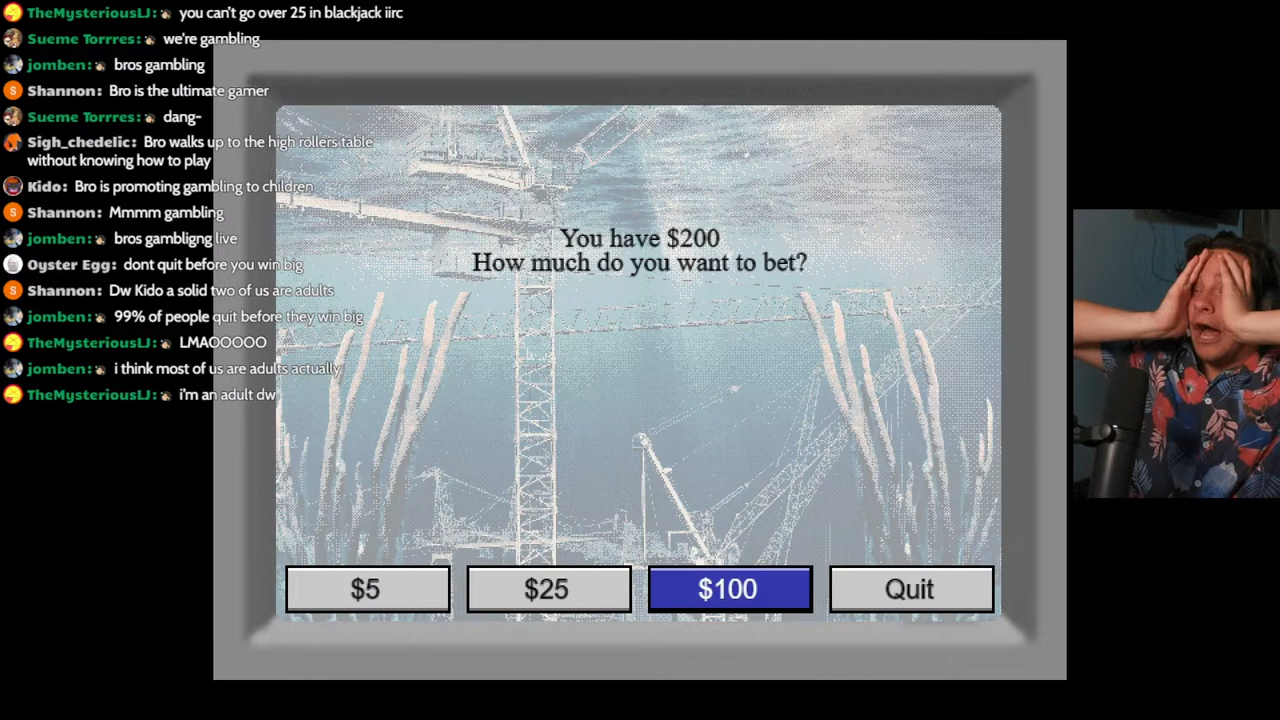 TheMysteriousLJ: you can't go over 25 in blackjack iirc
Sueme Torrres: we're gambling
jomben: bros gambling
S Shannon: Bro is the ultimate gamer
Sueme Torrres: dang-
Sigh_chedelic: Bro walks up to the high rollers table
without knowing how to play
Kido: Bro is promoting gambling to children
S Shannon: Mmmm gambling
jomben: bros gambligng live
Oyster Egg: dont quit before you win big
S Shannon: Dw Kido a solid two of us are adults
jomben: 99% of people quit before they win big
TheMysteriousLJ: LMAOOOOO
jomben: i think most of us are adults actually
TheMysteriousLJ: i'm an adult dw
You have $200
How much do you want to bet?
$5
$25
$100
Quit